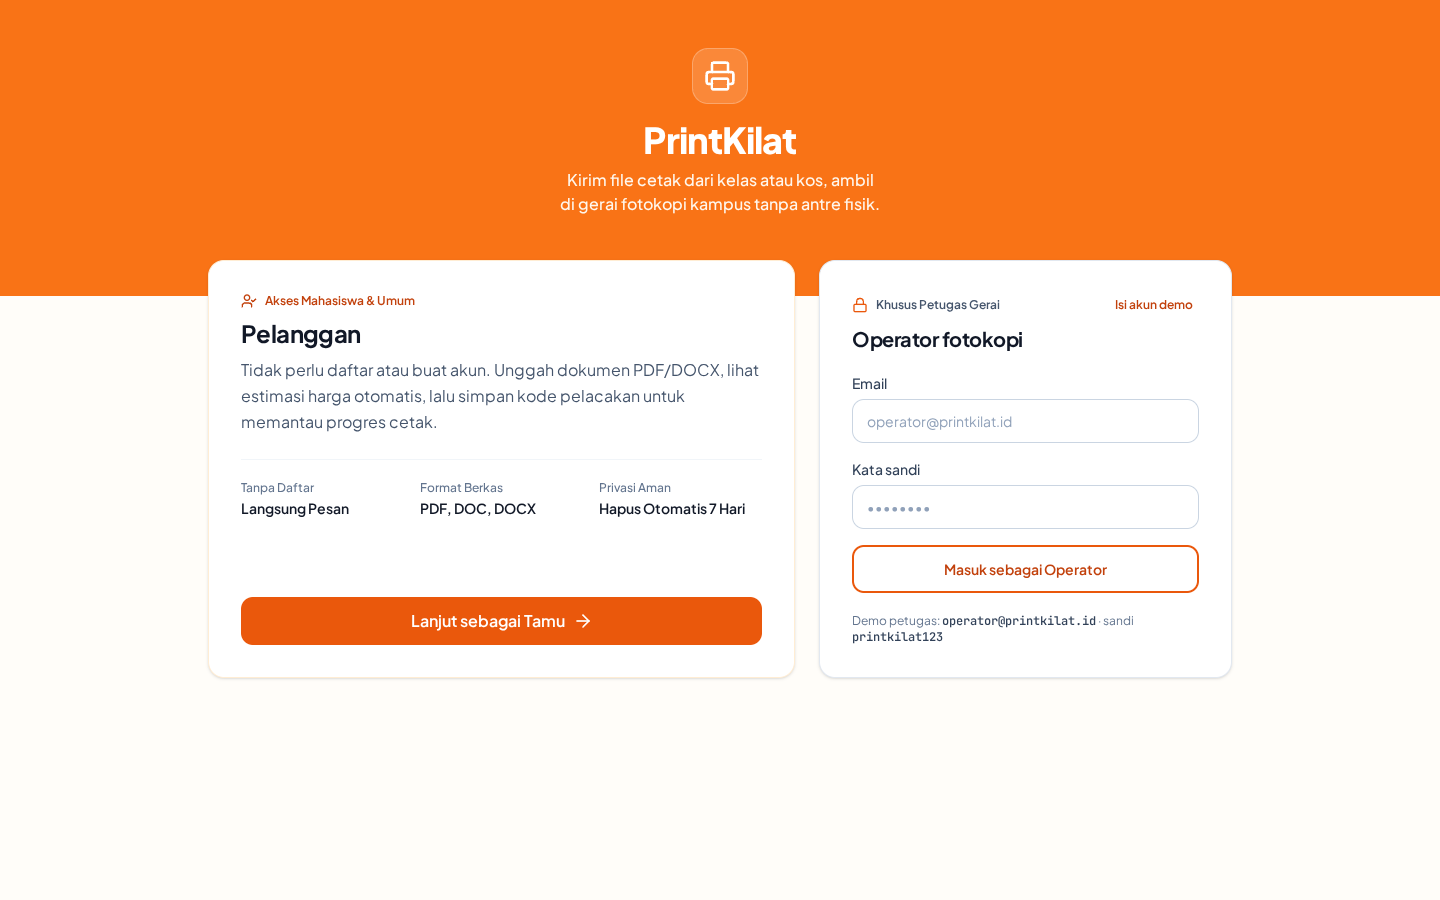 PrintKilat
Kirim file cetak dari kelas atau kos, ambil
di gerai fotokopi kampus tanpa antre fisik.
Akses Mahasiswa & Umum
Pelanggan
Tidak perlu daftar atau buat akun. Unggah dokumen PDF/DOCX, lihat
estimasi harga otomatis, lalu simpan kode pelacakan untuk
memantau progres cetak.
Tanpa Daftar
Langsung Pesan
Format Berkas
PDF, DOC, DOCX
Privasi Aman
Hapus Otomatis 7 Hari
Lanjut sebagai Tamu
Khusus Petugas Gerai
Isi akun demo
Operator fotokopi
Email
operator@printkilat.id
Kata sandi
••••••••
Masuk sebagai Operator
Demo petugas: operator@printkilat.id · sandi
printkilat123